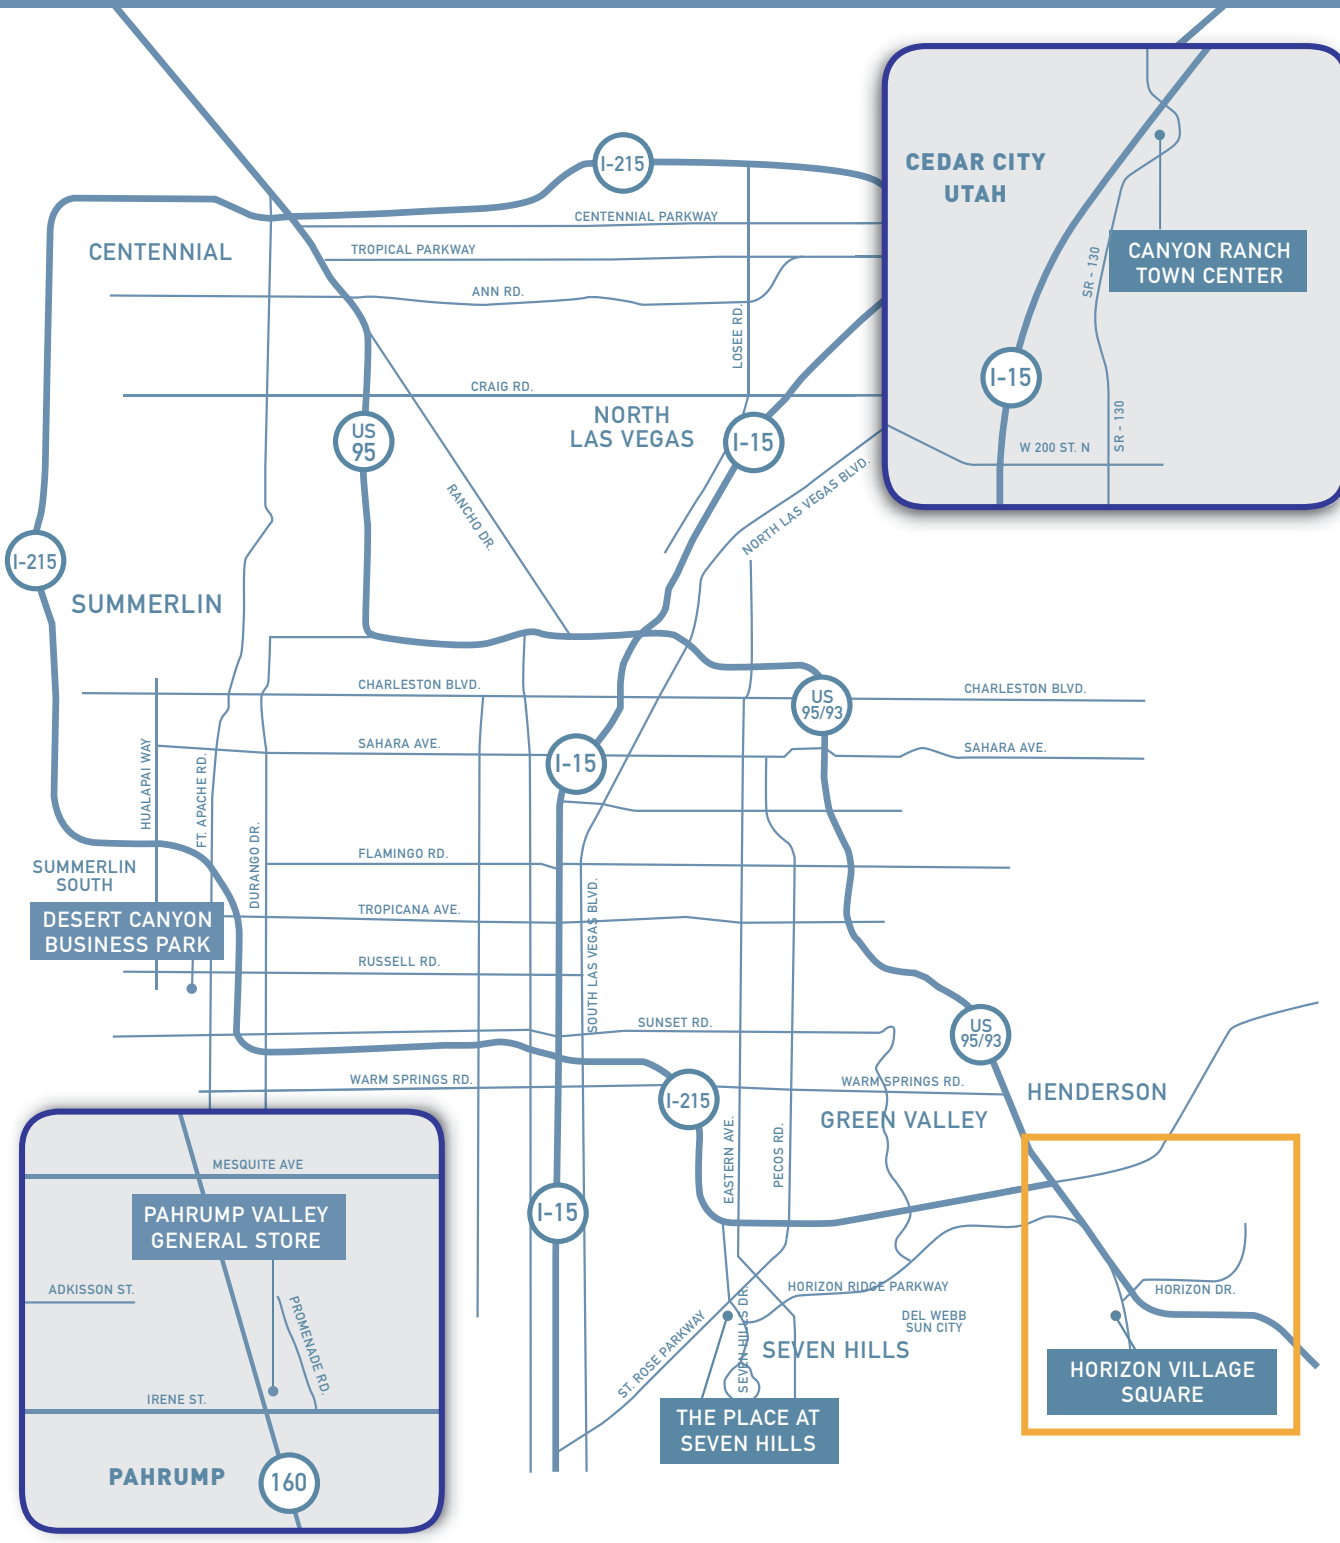 I-215
CEDAR CITY
UTAH
CENTENNIAL PARKWAY
CENTENNIAL
TROPICAL PARKWAY
CANYON RANCH
TOWN CENTER
SR - 130
ANN RD.
LOSEE RD.
I-15
CRAIG RD.
NORTH
LAS VEGAS
US
95
I-15
SR - 130
W 200 ST. N
RANCHO DR.
NORTH LAS VEGAS BLVD.
I-215
SUMMERLIN
CHARLESTON BLVD.
US
95/93
CHARLESTON BLVD.
SAHARA AVE.
I-15
SAHARA AVE.
HUALAPAI WAY
FT. APACHE RD.
DURANGO DR.
FLAMINGO RD.
SUMMERLIN
SOUTH
DESERT CANYON
BUSINESS PARK
TROPICANA AVE.
SOUTH LAS VEGAS BLVD.
RUSSELL RD.
SUNSET RD.
US
95/93
WARM SPRINGS RD.
WARM SPRINGS RD.
I-215
HENDERSON
GREEN VALLEY
EASTERN AVE.
PECOS RD.
MESQUITE AVE
PAHRUMP VALLEY
GENERAL STORE
I-15
ADKISSON ST.
PROMENADE RD.
HORIZON RIDGE PARKWAY
HORIZON DR.
DEL WEBB
SUN CITY
ST. ROSE PARKWAY
SEVEN HILLS DR.
SEVEN HILLS
HORIZON VILLAGE
SQUARE
IRENE ST.
THE PLACE AT
SEVEN HILLS
PAHRUMP
160